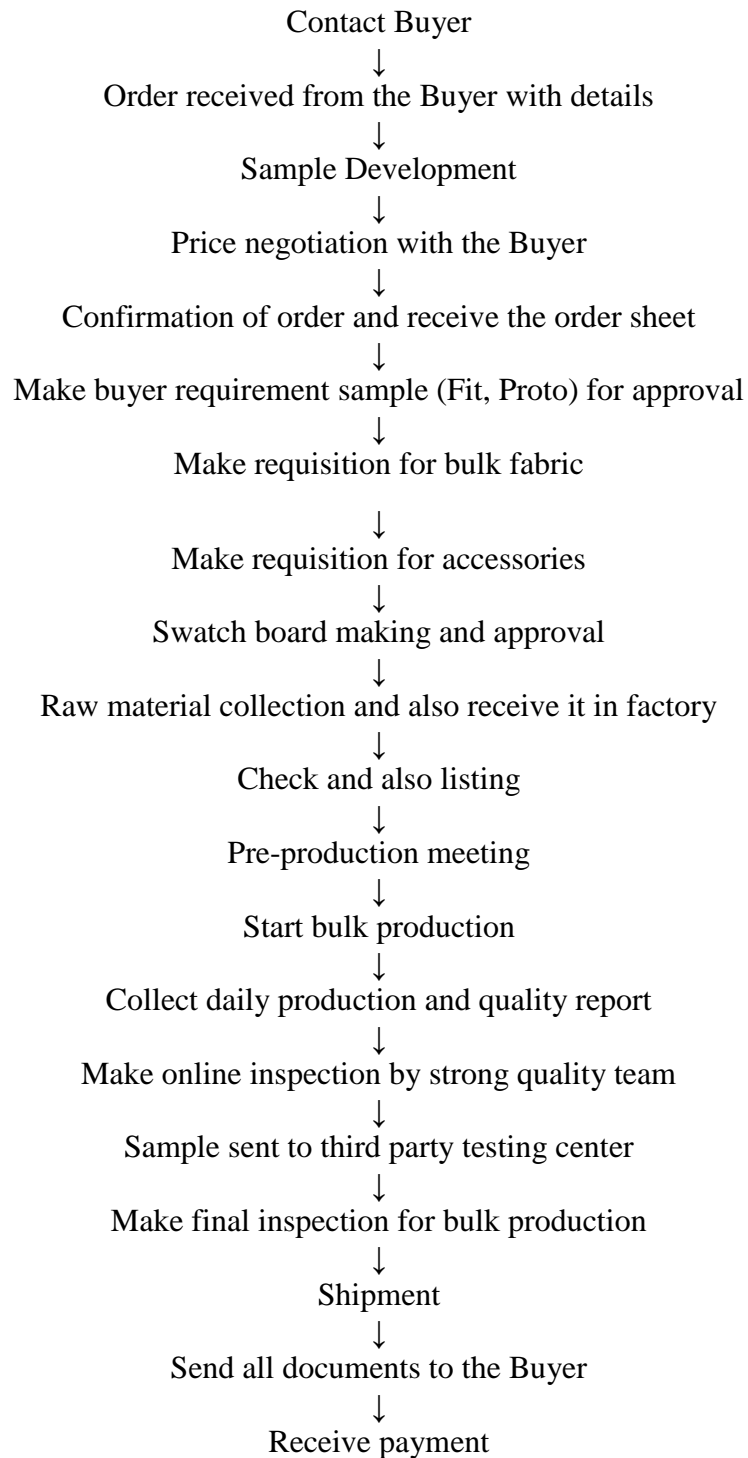 Contact Buyer
↓
Order received from the Buyer with details
↓
Sample Development
↓
Price negotiation with the Buyer
↓
Confirmation of order and receive the order sheet
↓
Make buyer requirement sample (Fit, Proto) for approval
↓
Make requisition for bulk fabric
↓
Make requisition for accessories
↓
Swatch board making and approval
↓
Raw material collection and also receive it in factory
↓
Check and also listing
↓
Pre-production meeting
↓
Start bulk production
↓
Collect daily production and quality report
↓
Make online inspection by strong quality team
↓
Sample sent to third party testing center
↓
Make final inspection for bulk production
↓
Shipment
↓
Send all documents to the Buyer
↓
Receive payment